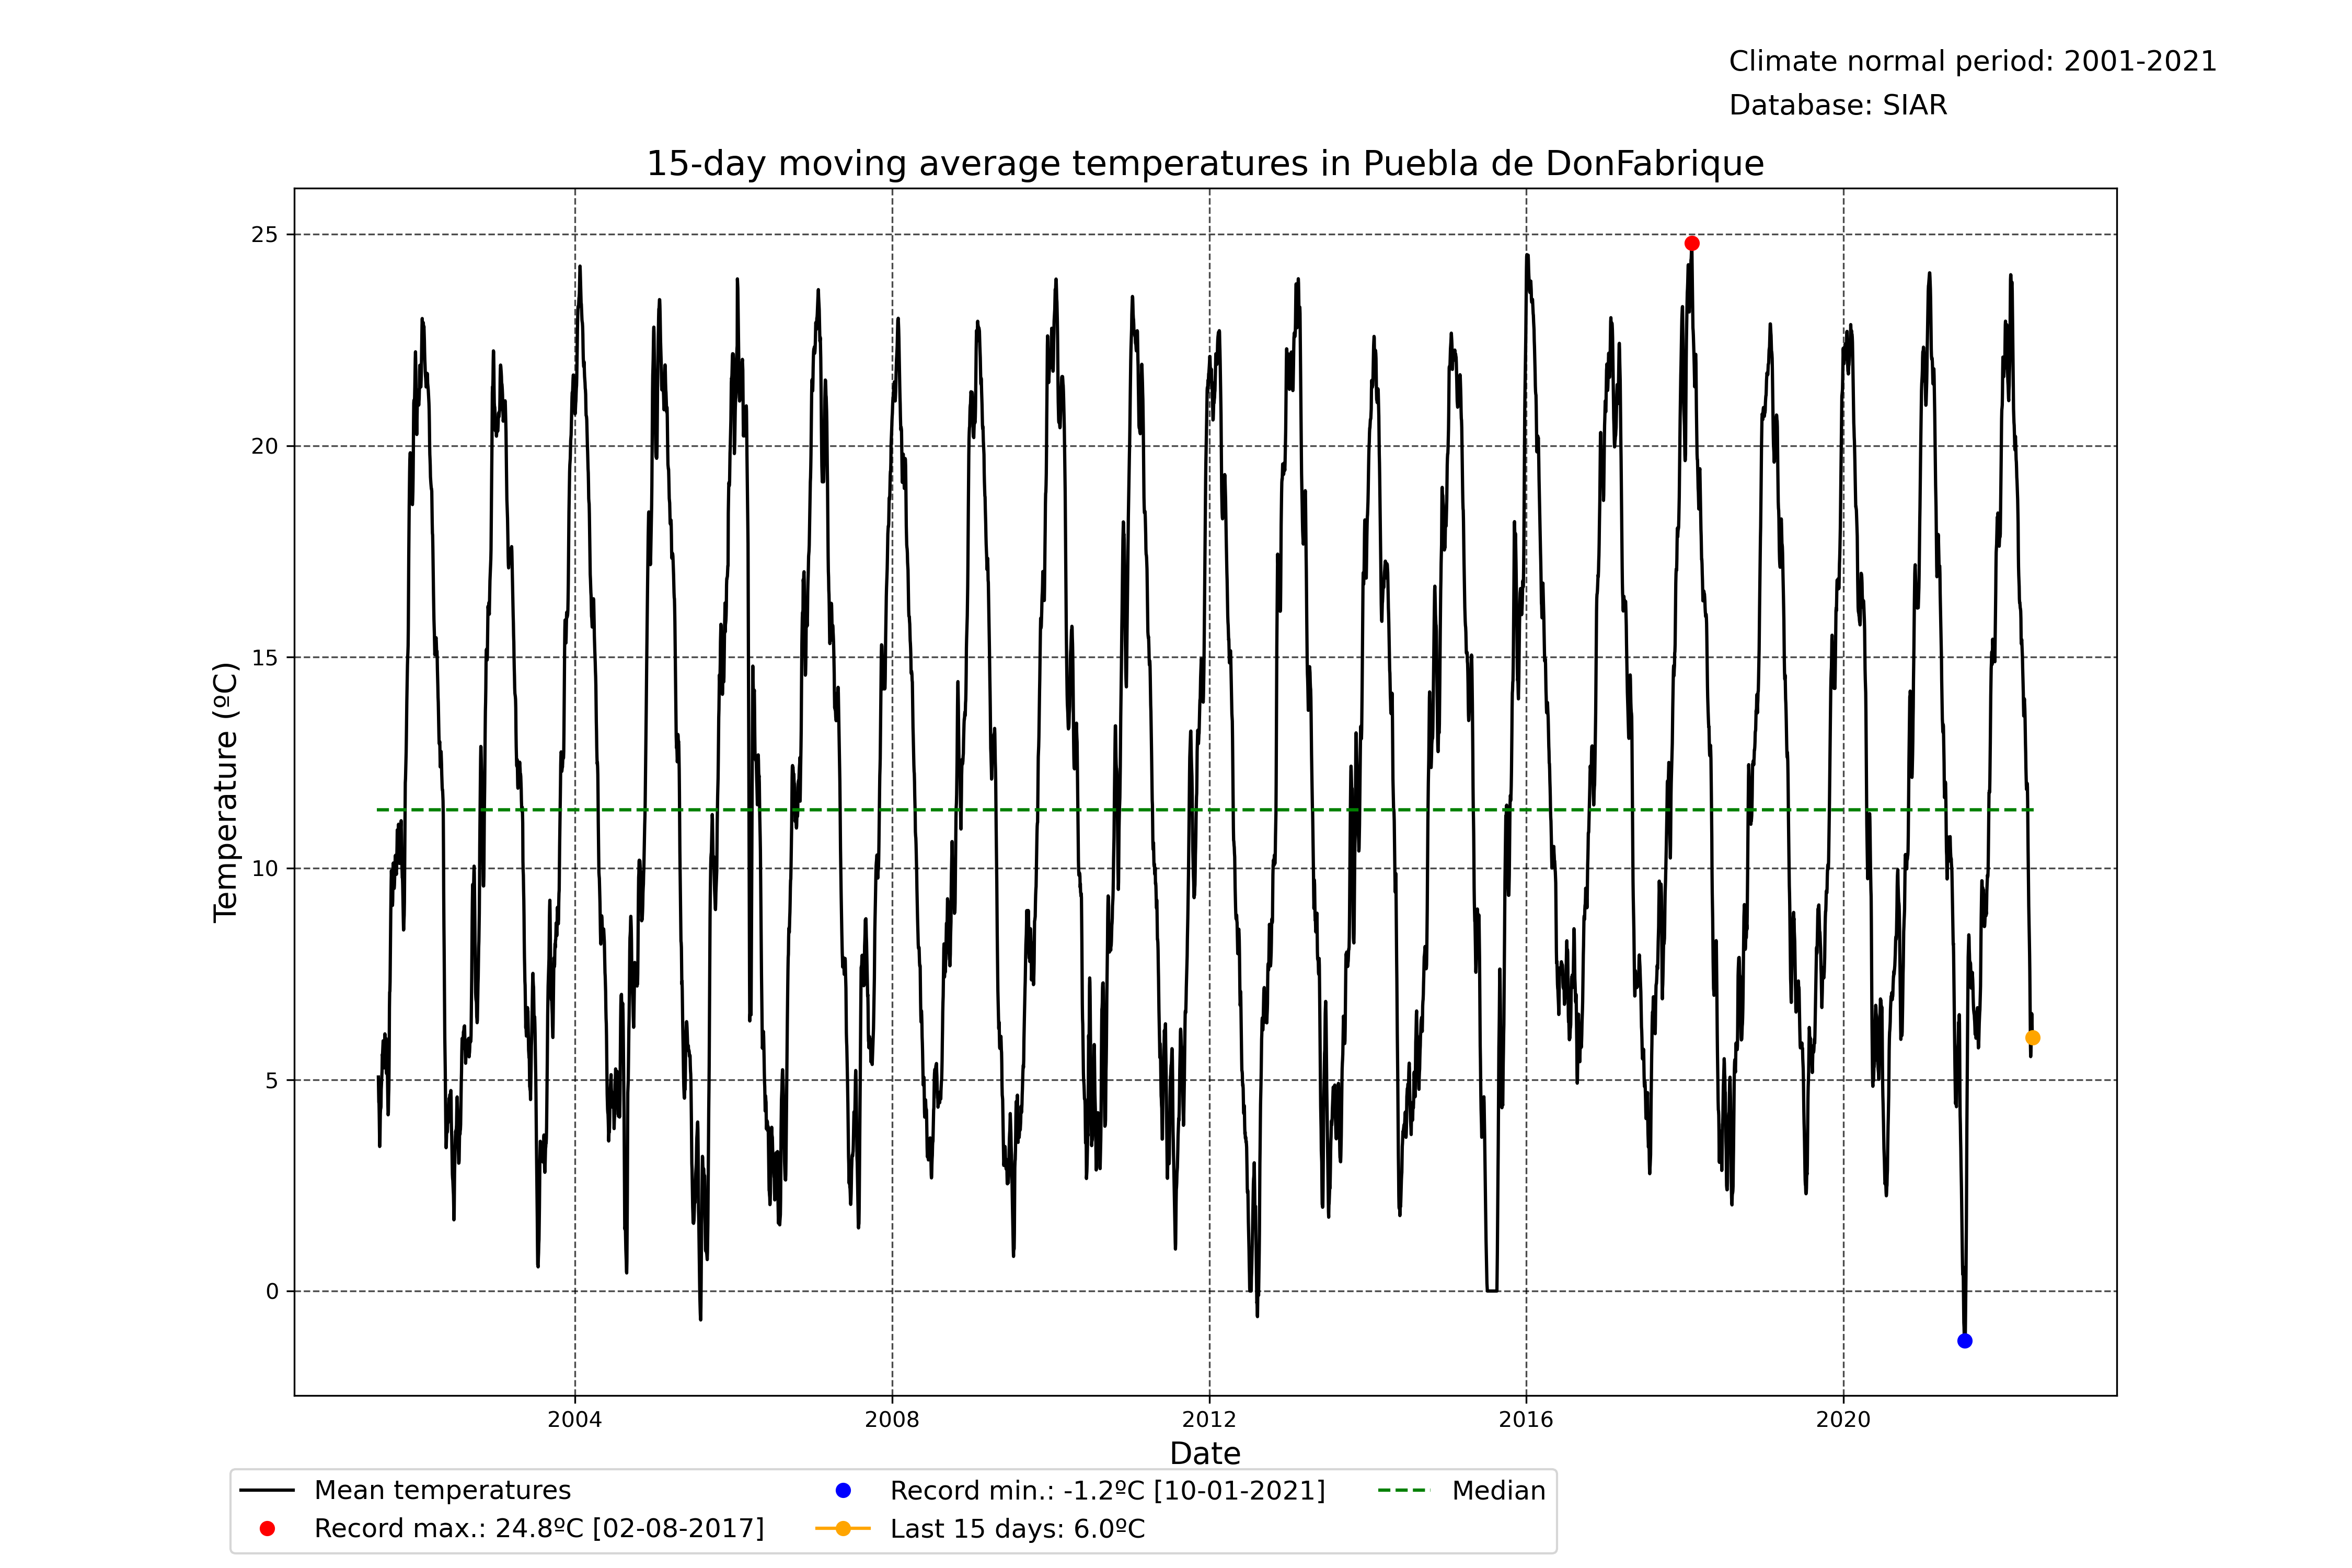 Climate normal period: 2001-2021
Database: SIAR
15-day moving average temperatures in Puebla de DonFabrique
Temperature (ºC)
25
20
15
10
5
0
2004 2008 2012 2016 2020
Date
Mean temperatures
Record max.: 24.8ºC [02-08-2017]
Record min.: -1.2ºC [10-01-2021]
Last 15 days: 6.0ºC
Median